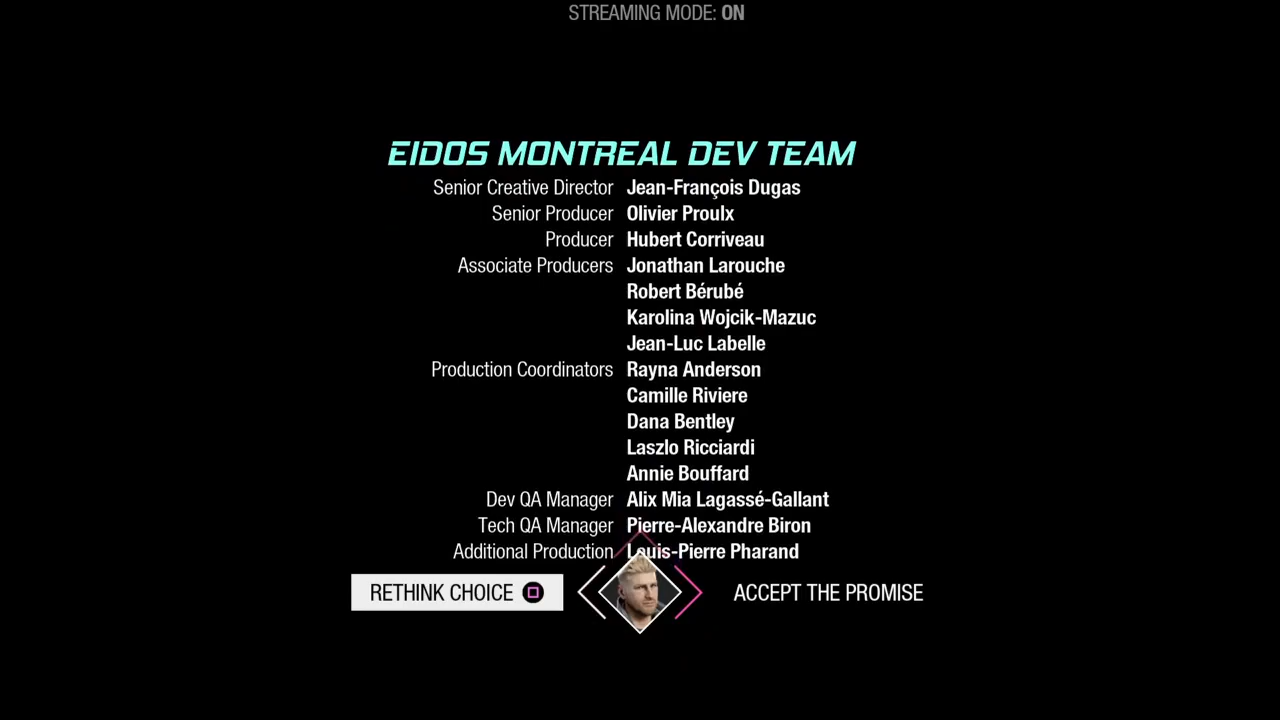 STREAMING MODE: ON
EIDOS MONTREAL DEV TEAM
Senior Creative Director Jean-François Dugas
Senior Producer Olivier Proulx
Producer Hubert Corriveau
Associate Producers Jonathan Larouche
Robert Bérubé
Karolina Wojcik-Mazuc
Jean-Luc Labelle
Production Coordinators Rayna Anderson
Camille Riviere
Dana Bentley
Laszlo Ricciardi
Annie Bouffard
Dev QA Manager Alix Mia Lagassé-Gallant
Tech QA Manager Pierre-Alexandre Biron
Additional Production Louis-Pierre Pharand
RETHINK CHOICE ACCEPT THE PROMISE